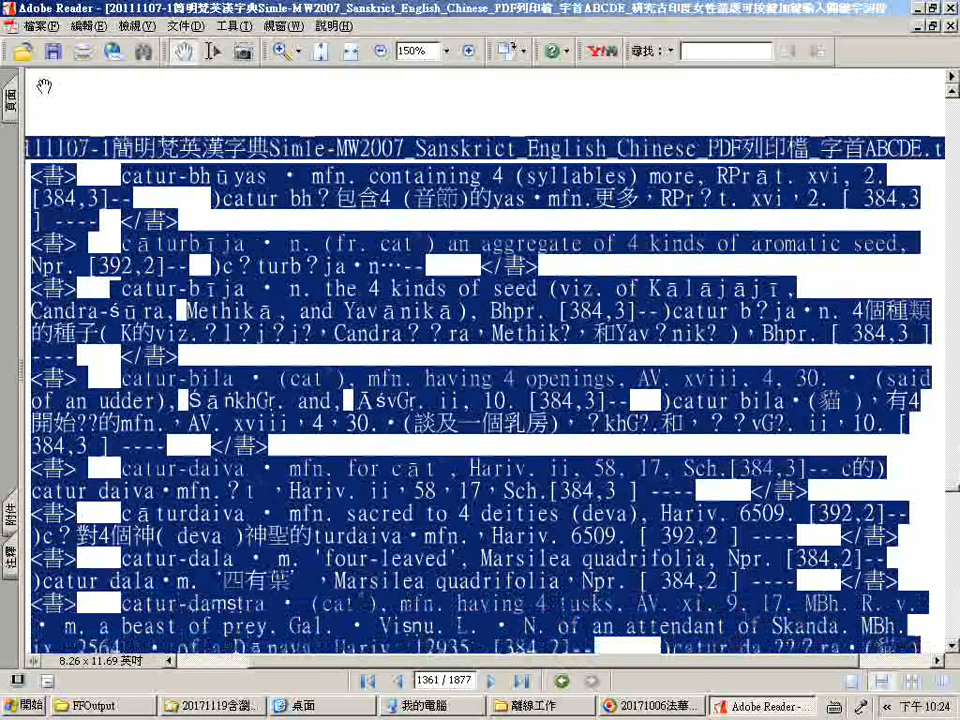 Adobe Reader - [20111107-1簡明梵英漢字典Simle-MW2007_Sanskrict_English_Chinese_PDF列印檔_字首ABCDE_研究古印度女性議題可按鍵輸入關鍵字詞搜
檔案(F) 編輯(E) 檢視(V) 文件(D) 工具(T) 視窗(W) 說明(H)
150% 尋找:
頁面
111107-1簡明梵英漢字典Simle-MW2007_Sanskrict_English_Chinese_PDF列印檔_字首ABCDE.t
<書> catur-bhūyas ‧ mfn. containing 4 (syllables) more, RPrāt. xvi, 2.
[384,3]-- )catur bh？包含4 (音節)的yas‧mfn.更多，RPr？t. xvi，2. [ 384,3
] ---- </書>
<書> cāturbīja ‧ n. (fr. cat ) an aggregate of 4 kinds of aromatic seed,
Npr. [392,2]-- )c？turb？ja‧n…-- </書>
<書> catur-bīja ‧ n. the 4 kinds of seed (viz. of Kālājājī,
Candra-śūra, Methikā, and Yavānikā), Bhpr. [384,3]--)catur b？ja‧n. 4個種類
的種子( K的viz.？l？j？j?，Candra？？ra，Methik?，和Yav？nik? )，Bhpr. [ 384,3 ]
---- </書>
<書> catur-bila ‧ (cat ), mfn. having 4 openings, AV. xviii, 4, 30. ‧ (said
of an udder), ŚāṅkhGṛ. and, ĀśvGṛ. ii, 10. [384,3]-- )catur bila‧(貓 )，有4
開始??的mfn.，AV. xviii，4，30.‧(談及一個乳房)，？khG?.和，？？vG?. ii，10. [
384,3 ] ---- </書>
<書> catur-daiva ‧ mfn. for cāt , Hariv. ii, 58, 17, Sch.[384,3]-- c的)
catur daiva‧mfn.？t ，Hariv. ii，58，17，Sch.[384,3 ] ---- </書>
<書> cāturdaiva ‧ mfn. sacred to 4 deities (deva), Hariv. 6509. [392,2]--
)c？對4個神( deva )神聖的turdaiva‧mfn.，Hariv. 6509. [ 392,2 ] ---- </書>
<書> catur-dala ‧ m. 'four-leaved , Marsilea quadrifolia, Npr. [384,2]--
)catur dala‧m. ‘四有葉’ ，Marsilea quadrifolia，Npr. [ 384,2 ] ---- </書>
<書> catur-daṃṣṭra ‧ (cat ), mfn. having 4 tusks, AV. xi, 9, 17. MBh. R. v.
‧ m. a beast of prey, Gal. ‧ Viṣṇu, L. ‧ N. of an attendant of Skanda, MBh.
ix, 2564 ‧ of a Dānava, Hariv. 12935. [384,2]-- )catur da？？？ra‧(貓 )
附件
註釋
8.26 x 11.69 英吋
1361 / 1877
開始 FFOutput 20171119含瀏... 桌面 我的電腦 離線工作 20171006法華... Adobe Reader - [... 下午 10:24